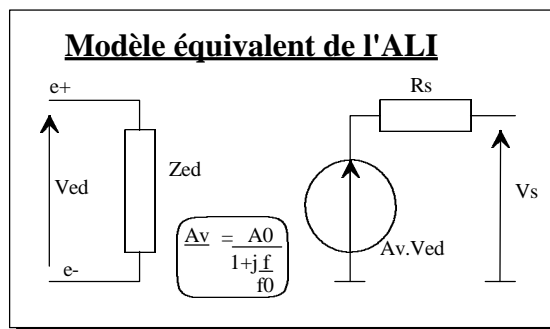 Modèle équivalent de l'ALI
e+
Rs
Ved
Zed
Vs
Av = A0
1+j f
f0
Av.Ved
e-